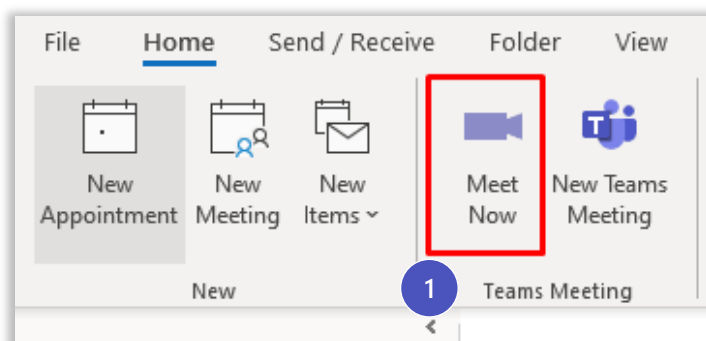 File Home Send / Receive Folder View
New Appointment
New Meeting
New Items
Meet Now
New Teams Meeting
New
1
Teams Meeting